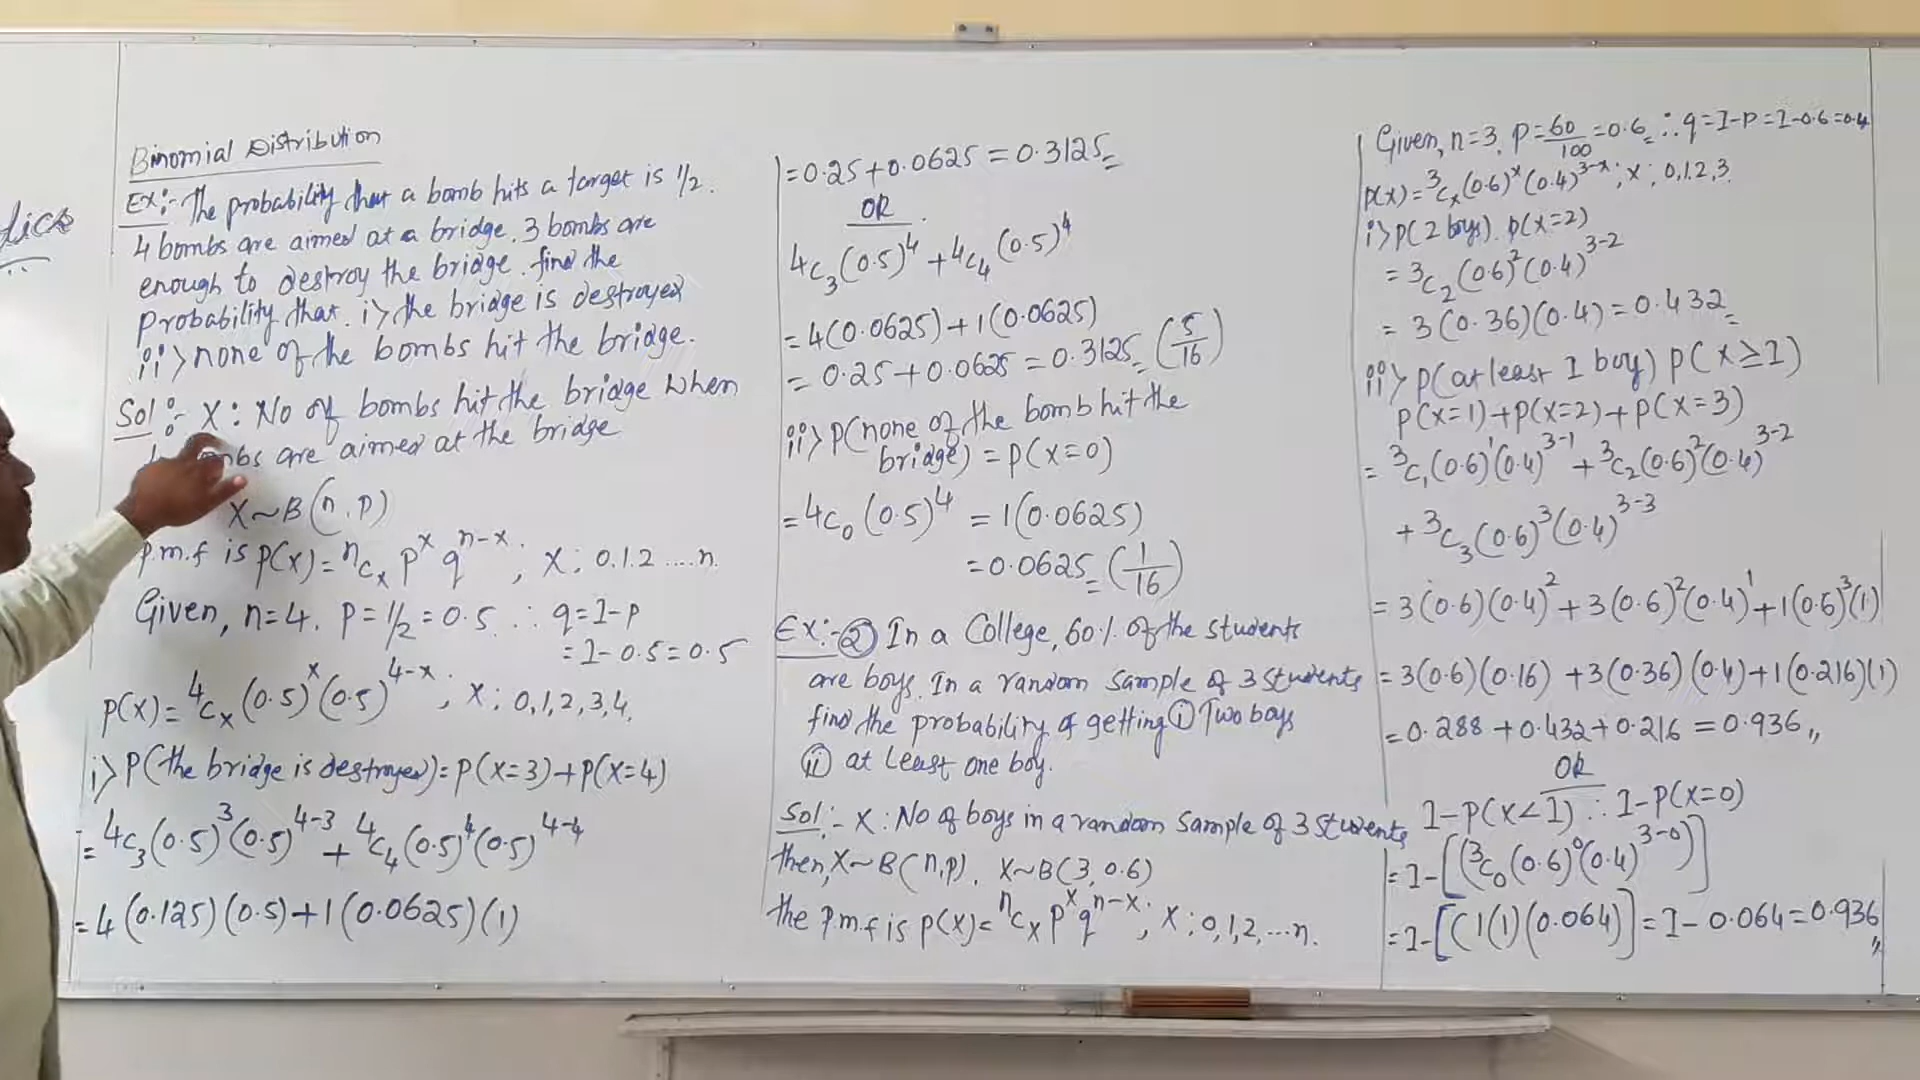 Binomial Distribution
Ex:- The probability that a bomb hits a target is 1/2.
4 bombs are aimed at a bridge. 3 bombs are
enough to destroy the bridge. find the
Probability that. i> the bridge is destroyed
ii> none of the bombs hit the bridge.
Sol:- X: No of bombs hit the bridge when
are aimed at the bridge
X~B(n,p)
p.m.f is p(x)= ⁿCₓ pˣ qⁿ⁻ˣ; x: 0.1.2 ....n.
Given, n=4. p=1/2=0.5 ∴ q=1-p
=1-0.5=0.5
p(x)= ⁴Cₓ (0.5)ˣ(0.5)⁴⁻ˣ; x: 0,1,2,3,4.
i> P(the bridge is destroyed)=p(x=3)+p(x=4)
= ⁴C₃(0.5)³(0.5)⁴⁻³ + ⁴C₄(0.5)⁴(0.5)⁴⁻⁴
= 4(0.125)(0.5)+1(0.0625)(1)
=0.25+0.0625=0.3125
OR
⁴C₃(0.5)⁴+⁴C₄(0.5)⁴
=4(0.0625)+1(0.0625)
= 0.25+0.0625=0.3125 (5/16)
ii> P(none of the bomb hit the
bridge)=p(x=0)
= ⁴C₀(0.5)⁴ = 1(0.0625)
=0.0625 (1/16)
Ex:-② In a College, 60% of the students
are boys. In a random sample of 3 students
find the probability of getting ① Two boys
ⓘⓘ at least one boy.
Sol:- X: No of boys in a random sample of 3 students
then, X~B(n,p). X~B(3,0.6)
the p.m.f is p(x)= ⁿCₓ pˣqⁿ⁻ˣ; x: 0,1,2,...n.
Given, n=3, p=60/100=0.6 ∴ q=1-p=1-0.6=0.4
p(x)= ³Cₓ(0.6)ˣ(0.4)³⁻ˣ; x: 0,1,2,3.
i> p(2 boys). p(x=2)
= ³C₂(0.6)²(0.4)³⁻²
= 3(0.36)(0.4)=0.432
ii> p(at least 1 boy) p(x≥1)
p(x=1)+p(x=2)+p(x=3)
= ³C₁(0.6)¹(0.4)³⁻¹ + ³C₂(0.6)²(0.4)³⁻²
+ ³C₃(0.6)³(0.4)³⁻³
= 3(0.6)(0.4)²+3(0.6)²(0.4)¹+1(0.6)³(1)
=3(0.6)(0.16)+3(0.36)(0.4)+1(0.216)(1)
=0.288+0.432+0.216=0.936,,
OR
1-P(x<1) ∴ 1-P(x=0)
=1-[(³C₀(0.6)⁰(0.4)³⁻⁰)]
=1-[(1(1)(0.064)]=1-0.064=0.936,,